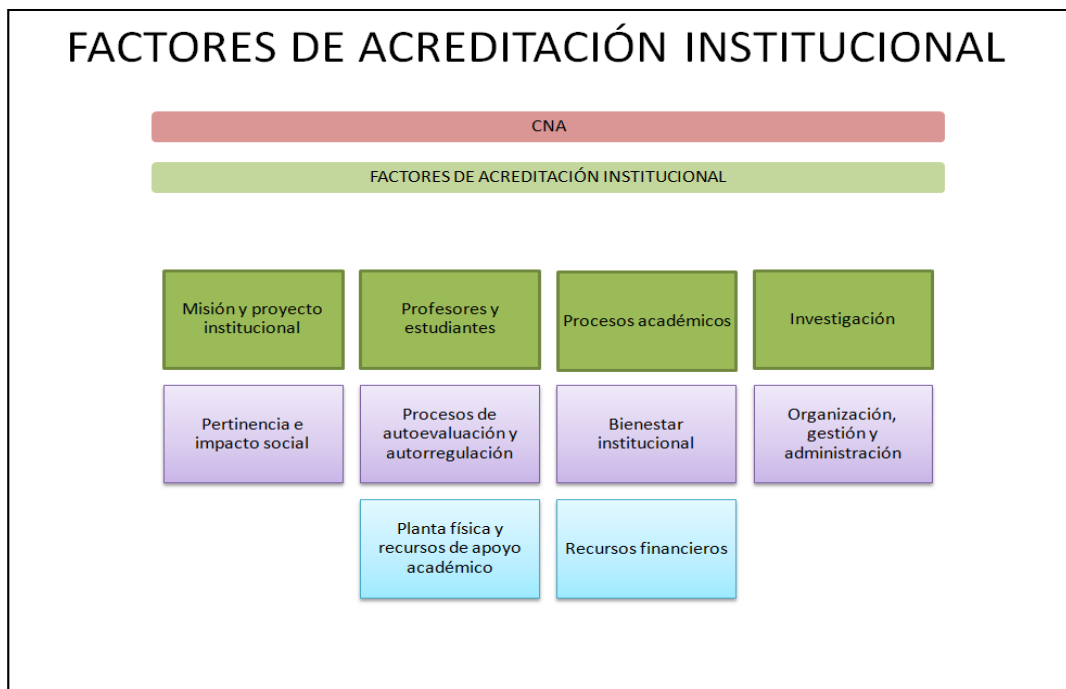 FACTORES DE ACREDITACIÓN INSTITUCIONAL
CNA
FACTORES DE ACREDITACIÓN INSTITUCIONAL
Misión y proyecto
institucional
Profesores y
estudiantes
Procesos académicos
Investigación
Pertinencia e
impacto social
Procesos de
autoevaluación y
autorregulación
Bienestar
institucional
Organización,
gestión y
administración
Planta física y
recursos de apoyo
académico
Recursos financieros